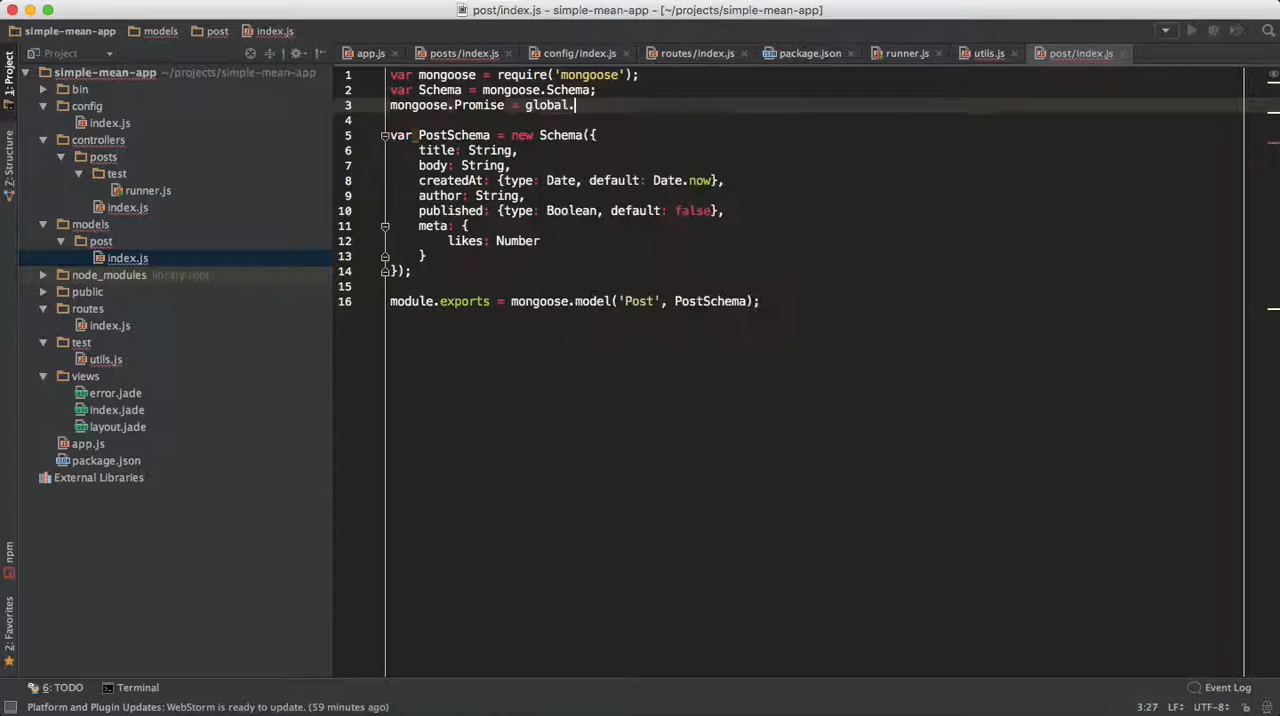 post/index.js - simple-mean-app - [~/projects/simple-mean-app]
simple-mean-app models post index.js
Project app.js posts/index.js config/index.js routes/index.js package.json runner.js utils.js post/index.js
1: Project
Z: Structure
npm
2: Favorites
simple-mean-app ~/projects/simple-mean-app
bin
config
index.js
controllers
posts
test
runner.js
index.js
models
post
index.js
node_modules library root
public
routes
index.js
test
utils.js
views
error.jade
index.jade
layout.jade
app.js
package.json
External Libraries
1 var mongoose = require('mongoose');
2 var Schema = mongoose.Schema;
3 mongoose.Promise = global.
4
5 var PostSchema = new Schema({
6 title: String,
7 body: String,
8 createdAt: {type: Date, default: Date.now},
9 author: String,
10 published: {type: Boolean, default: false},
11 meta: {
12 likes: Number
13 }
14 });
15
16 module.exports = mongoose.model('Post', PostSchema);
6: TODO Terminal Event Log
Platform and Plugin Updates: WebStorm is ready to update. (59 minutes ago) 3:27 LF UTF-8